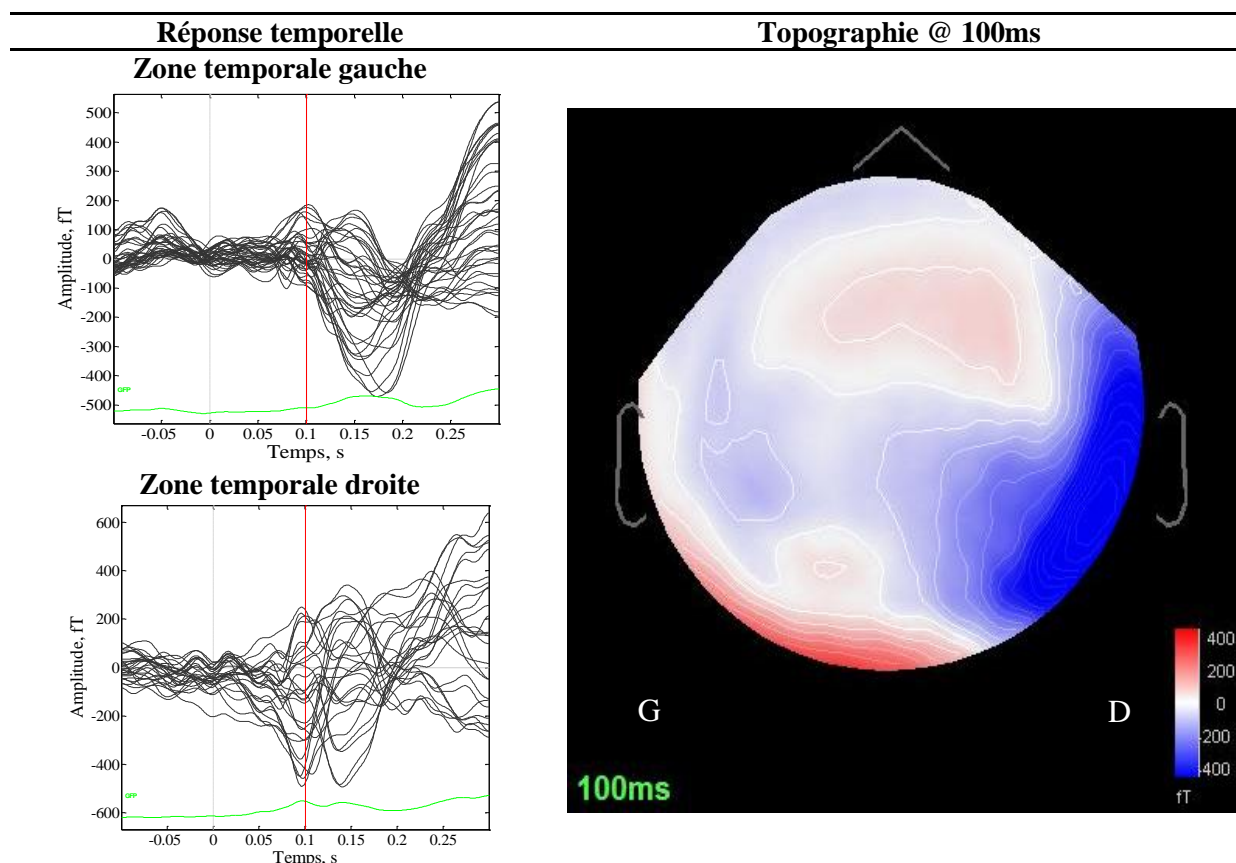 Réponse temporelle
Topographie @ 100ms
Zone temporale gauche
500
400
300
200
100
0
-100
-200
-300
-400
-500
Amplitude, fT
GFP
-0.05 0 0.05 0.1 0.15 0.2 0.25
Temps, s
Zone temporale droite
600
400
200
0
-200
-400
-600
Amplitude, fT
GFP
-0.05 0 0.05 0.1 0.15 0.2 0.25
Temps, s
G
D
100ms
400
200
0
-200
-400
fT